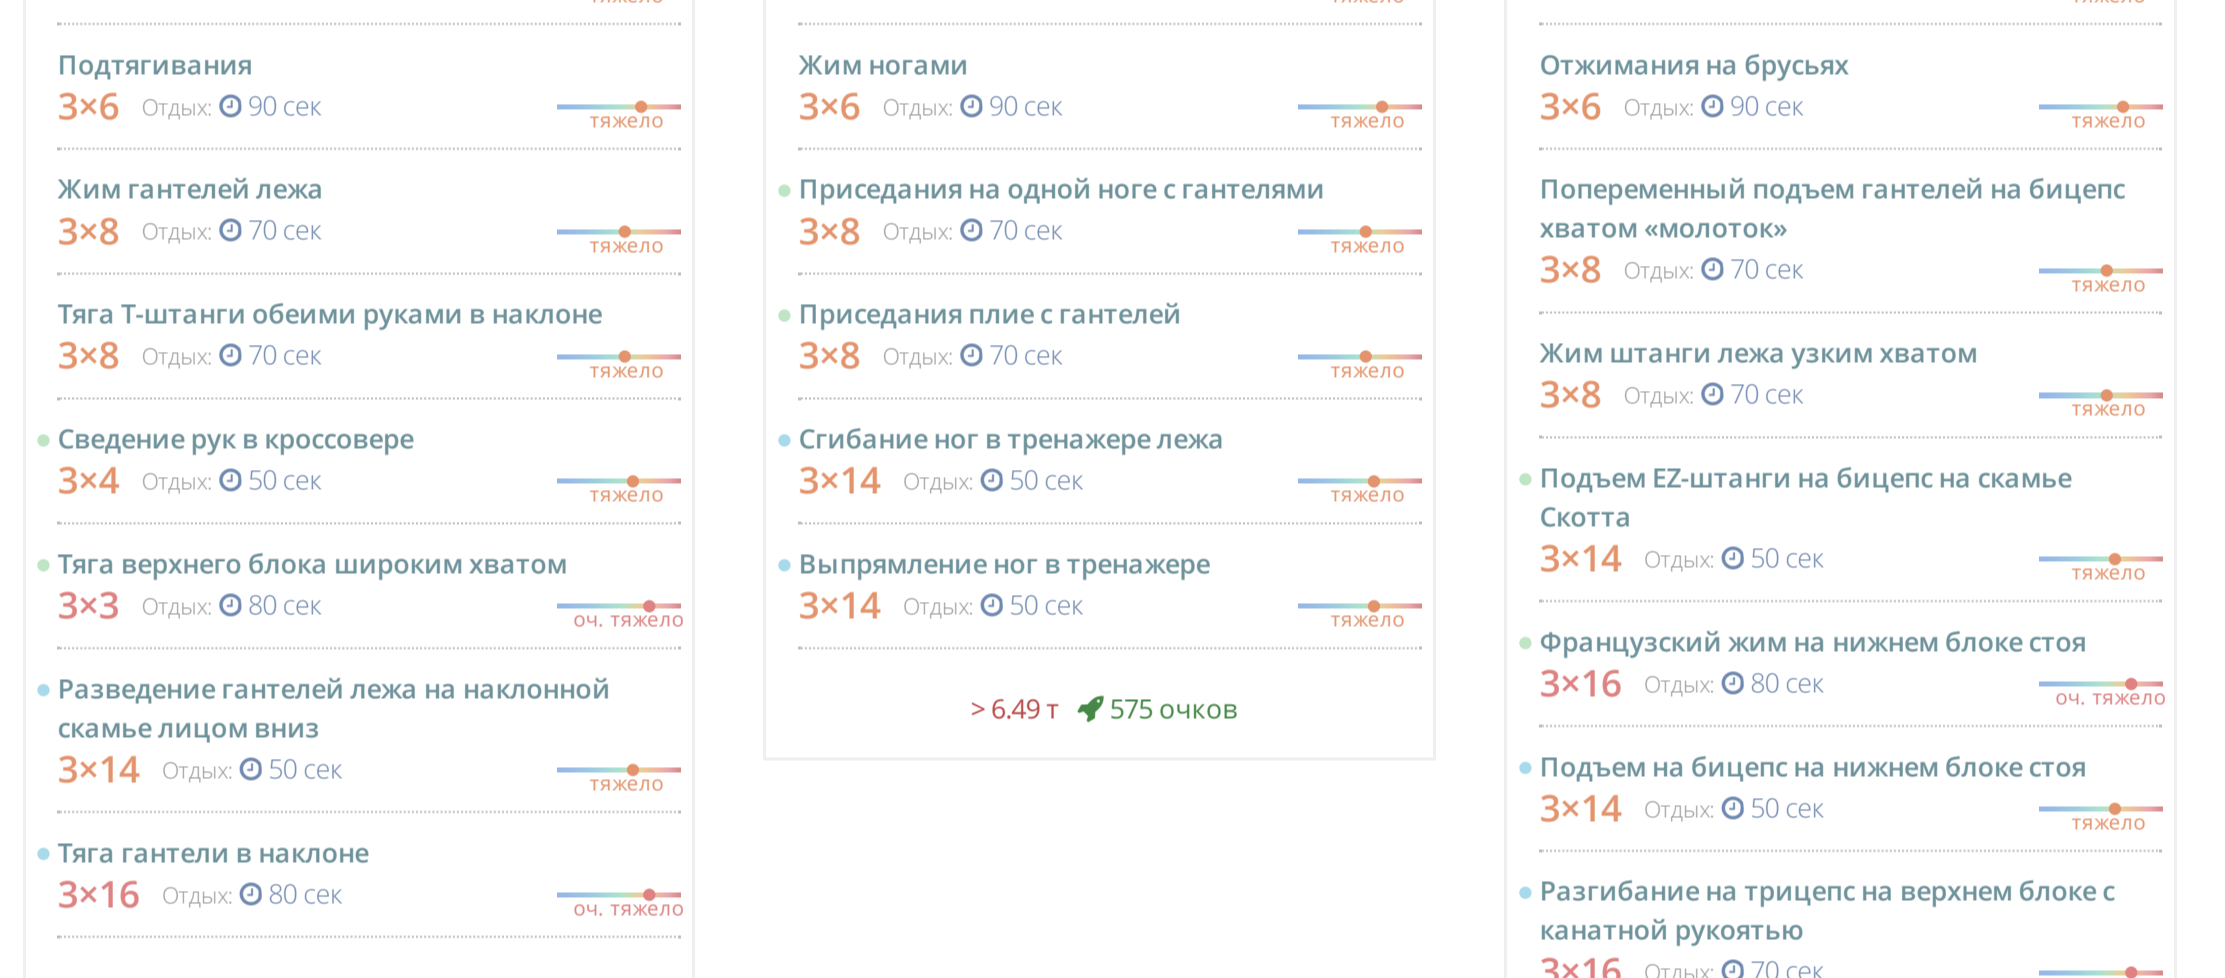 Подтягивания
3×6 Отдых: 90 сек
тяжело
Жим гантелей лежа
3×8 Отдых: 70 сек
тяжело
Тяга Т-штанги обеими руками в наклоне
3×8 Отдых: 70 сек
тяжело
Сведение рук в кроссовере
3×4 Отдых: 50 сек
тяжело
Тяга верхнего блока широким хватом
3×3 Отдых: 80 сек
оч. тяжело
Разведение гантелей лежа на наклонной
скамье лицом вниз
3×14 Отдых: 50 сек
тяжело
Тяга гантели в наклоне
3×16 Отдых: 80 сек
оч. тяжело
Жим ногами
3×6 Отдых: 90 сек
тяжело
Приседания на одной ноге с гантелями
3×8 Отдых: 70 сек
тяжело
Приседания плие с гантелей
3×8 Отдых: 70 сек
тяжело
Сгибание ног в тренажере лежа
3×14 Отдых: 50 сек
тяжело
Выпрямление ног в тренажере
3×14 Отдых: 50 сек
тяжело
> 6.49 т 575 очков
Отжимания на брусьях
3×6 Отдых: 90 сек
тяжело
Попеременный подъем гантелей на бицепс
хватом «молоток»
3×8 Отдых: 70 сек
тяжело
Жим штанги лежа узким хватом
3×8 Отдых: 70 сек
тяжело
Подъем EZ-штанги на бицепс на скамье
Скотта
3×14 Отдых: 50 сек
тяжело
Французский жим на нижнем блоке стоя
3×16 Отдых: 80 сек
оч. тяжело
Подъем на бицепс на нижнем блоке стоя
3×14 Отдых: 50 сек
тяжело
Разгибание на трицепс на верхнем блоке с
канатной рукоятью
3×16 Отдых: 70 сек